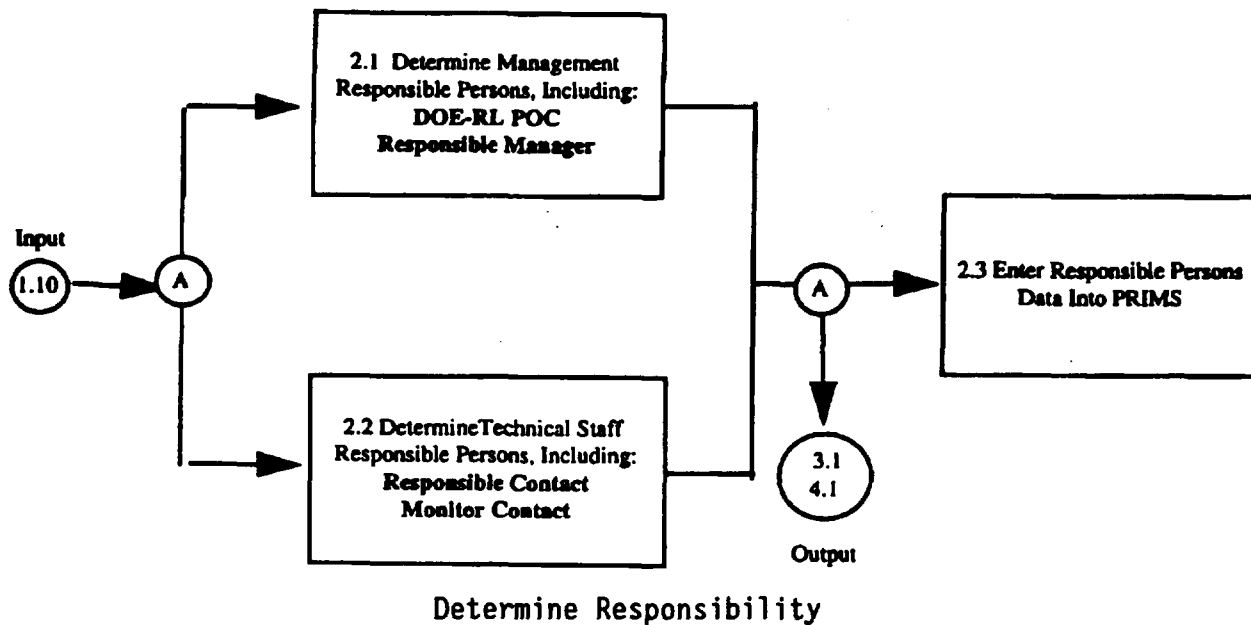 2.1 Determine Management
Responsible Persons, Including:
DOE-RL POC
Responsible Manager
Input
1.10
A
A
2.3 Enter Responsible Persons
Data Into PRIMS
2.2 DetermineTechnical Staff
Responsible Persons, Including:
Responsible Contact
Monitor Contact
3.1
4.1
Output
Determine Responsibility